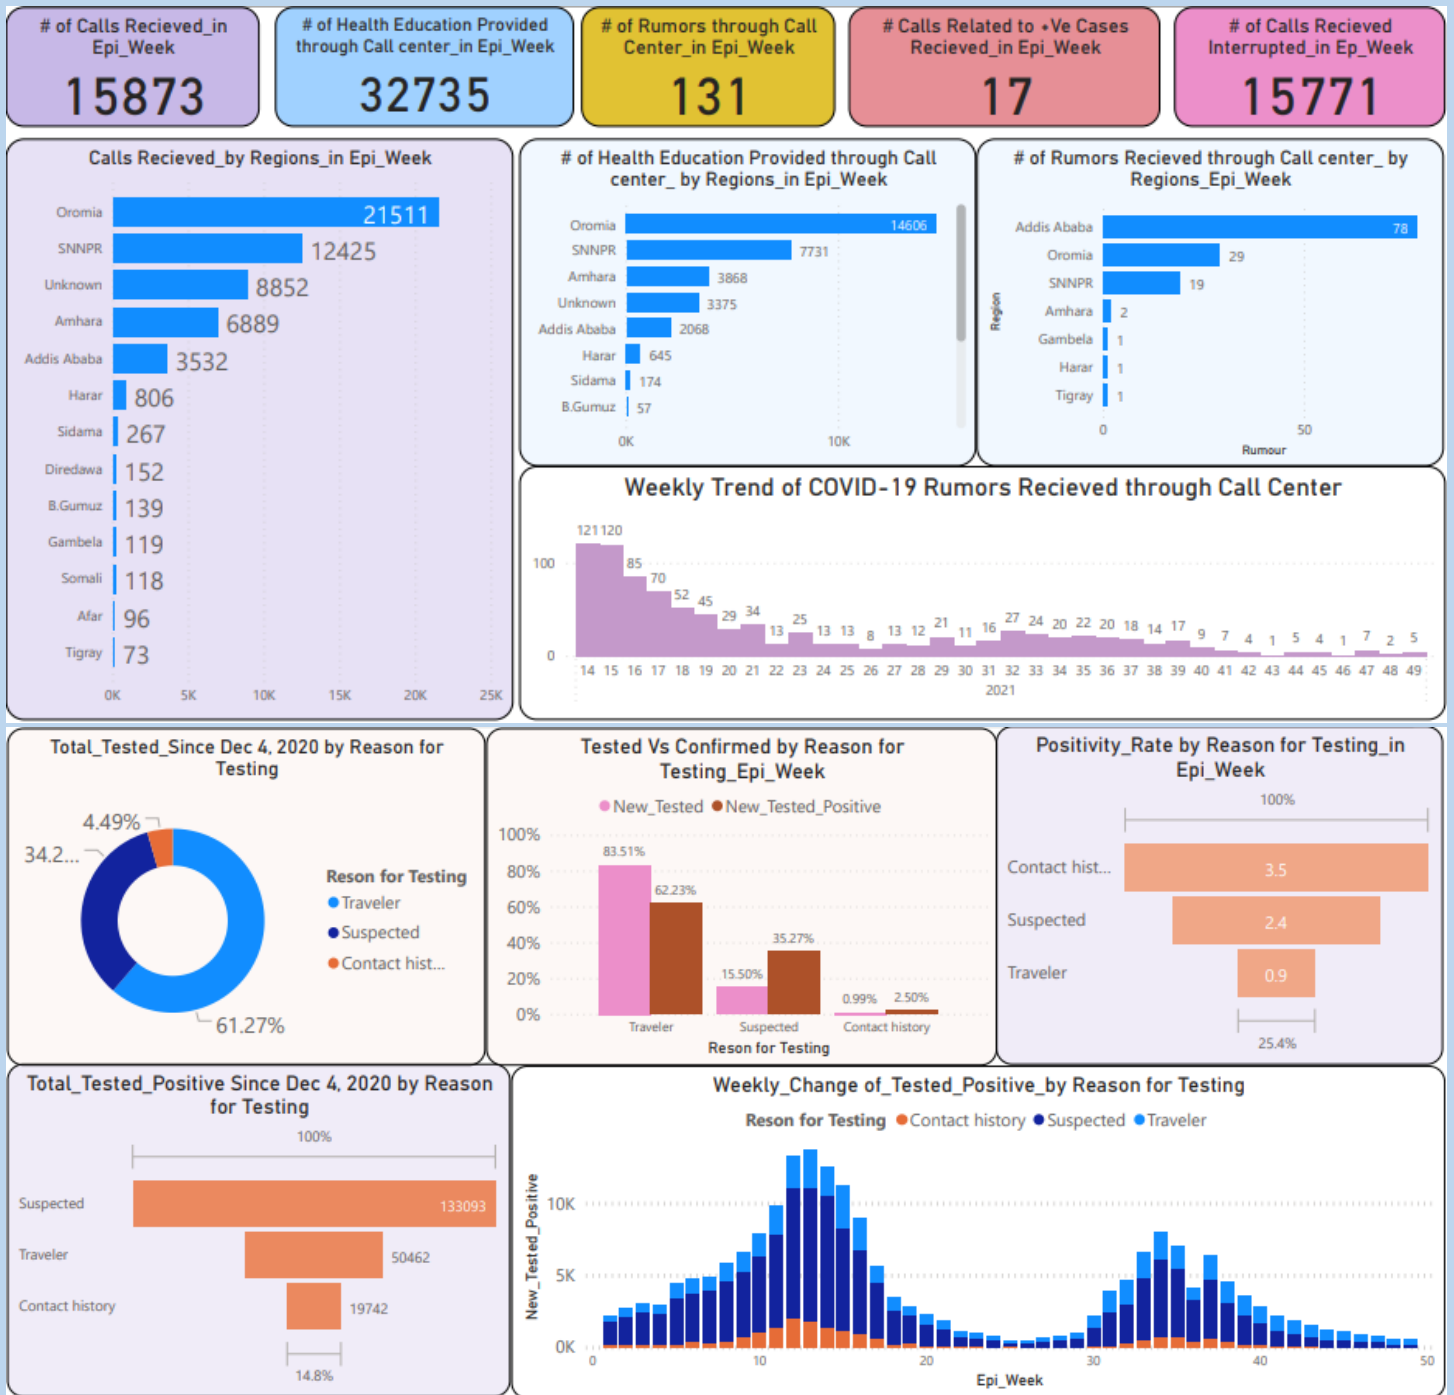 # of Calls Recieved_in
Epi_Week
15873
# of Health Education Provided
through Call center_in Epi_Week
32735
# of Rumors through Call
Center_in Epi_Week
131
# Calls Related to +Ve Cases
Recieved_in Epi_Week
17
# of Calls Recieved
Interrupted_in Ep_Week
15771
Calls Recieved_by Regions_in Epi_Week
Oromia 21511
SNNPR 12425
Unknown 8852
Amhara 6889
Addis Ababa 3532
Harar 806
Sidama 267
Diredawa 152
B.Gumuz 139
Gambela 119
Somali 118
Afar 96
Tigray 73
0K 5K 10K 15K 20K 25K
# of Health Education Provided through Call
center_ by Regions_in Epi_Week
Oromia 14606
SNNPR 7731
Amhara 3868
Unknown 3375
Addis Ababa 2068
Harar 645
Sidama 174
B.Gumuz 57
0K 10K
# of Rumors Recieved through Call center_ by
Regions_Epi_Week
Region
Addis Ababa 78
Oromia 29
SNNPR 19
Amhara 2
Gambela 1
Harar 1
Tigray 1
0 50
Rumour
Weekly Trend of COVID-19 Rumors Recieved through Call Center
100
0
121 120 85 70 52 45 29 34 13 25 13 13 8 13 12 21 11 16 27 24 20 22 20 18 14 17 9 7 4 1 5 4 1 7 2 5
14 15 16 17 18 19 20 21 22 23 24 25 26 27 28 29 30 31 32 33 34 35 36 37 38 39 40 41 42 43 44 45 46 47 48 49
2021
Total_Tested_Since Dec 4, 2020 by Reason for
Testing
4.49%
34.2...
61.27%
Reson for Testing
Traveler
Suspected
Contact hist...
Tested Vs Confirmed by Reason for
Testing_Epi_Week
New_Tested New_Tested_Positive
100%
80%
60%
40%
20%
0%
83.51% 62.23%
15.50% 35.27%
0.99% 2.50%
Traveler Suspected Contact history
Reson for Testing
Positivity_Rate by Reason for Testing_in
Epi_Week
100%
Contact hist... 3.5
Suspected 2.4
Traveler 0.9
25.4%
Total_Tested_Positive Since Dec 4, 2020 by Reason
for Testing
100%
Suspected 133093
Traveler 50462
Contact history 19742
14.8%
Weekly_Change of_Tested_Positive_by Reason for Testing
Reson for Testing Contact history Suspected Traveler
New_Tested_Positive
10K
5K
0K
0 10 20 30 40 50
Epi_Week